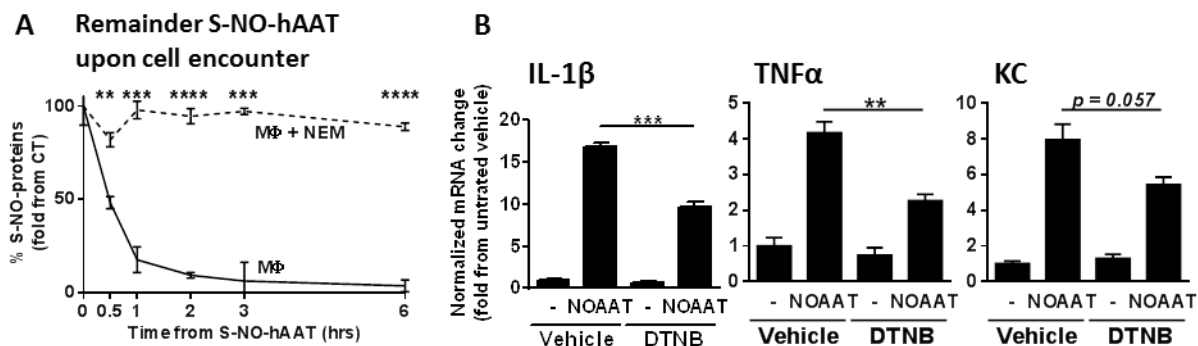 A
Remainder S-NO-hAAT
upon cell encounter
** *** **** *** ****
100
50
0
% S-NO-proteins
(fold from CT)
MΦ + NEM
MΦ
0 0.5 1 2 3 6
Time from S-NO-hAAT (hrs)
B
IL-1β
Normalized mRNA change
(fold from untrated vehicle)
20
15
10
5
0
***
- NOAAT - NOAAT
Vehicle DTNB
TNFα
5
4
3
2
1
0
**
- NOAAT - NOAAT
Vehicle DTNB
KC
10
8
6
4
2
0
p = 0.057
- NOAAT - NOAAT
Vehicle DTNB